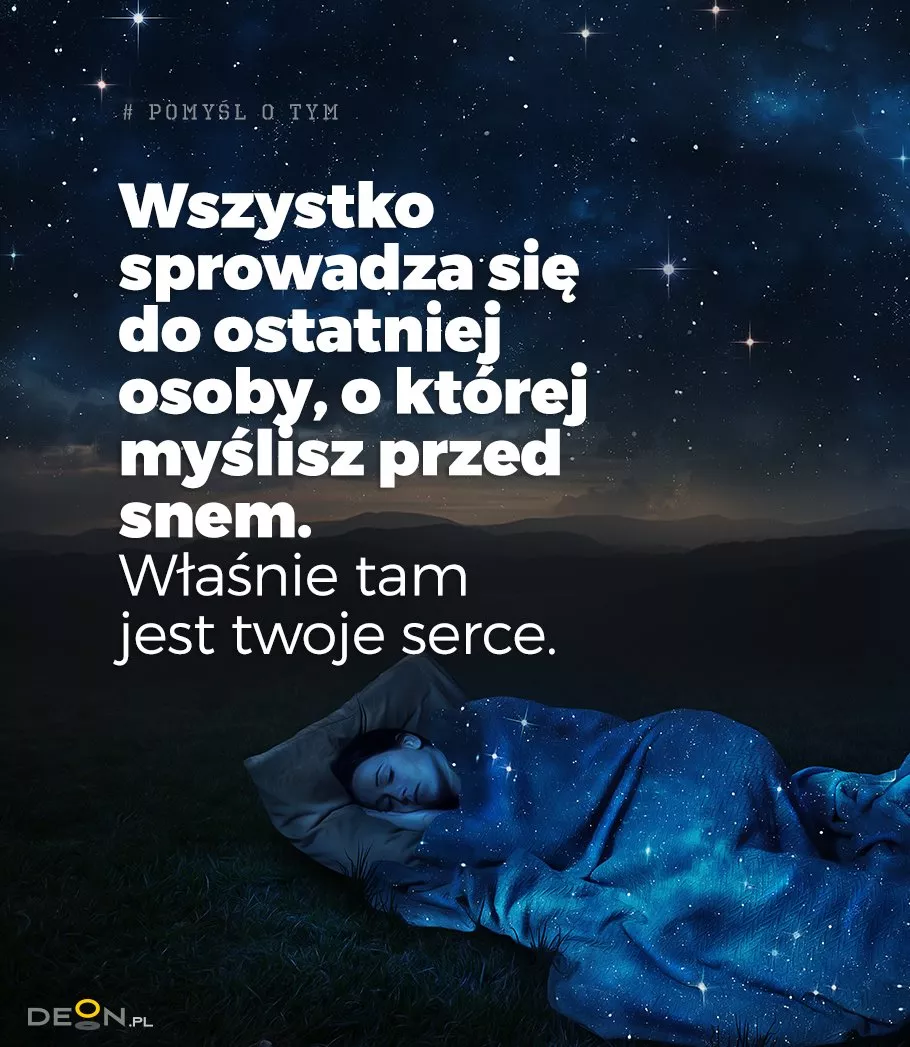 # POMYŚL O TYM
Wszystko
sprowadza się
do ostatniej
osoby, o której
myślisz przed
snem.
Właśnie tam
jest twoje serce.
DEON.PL